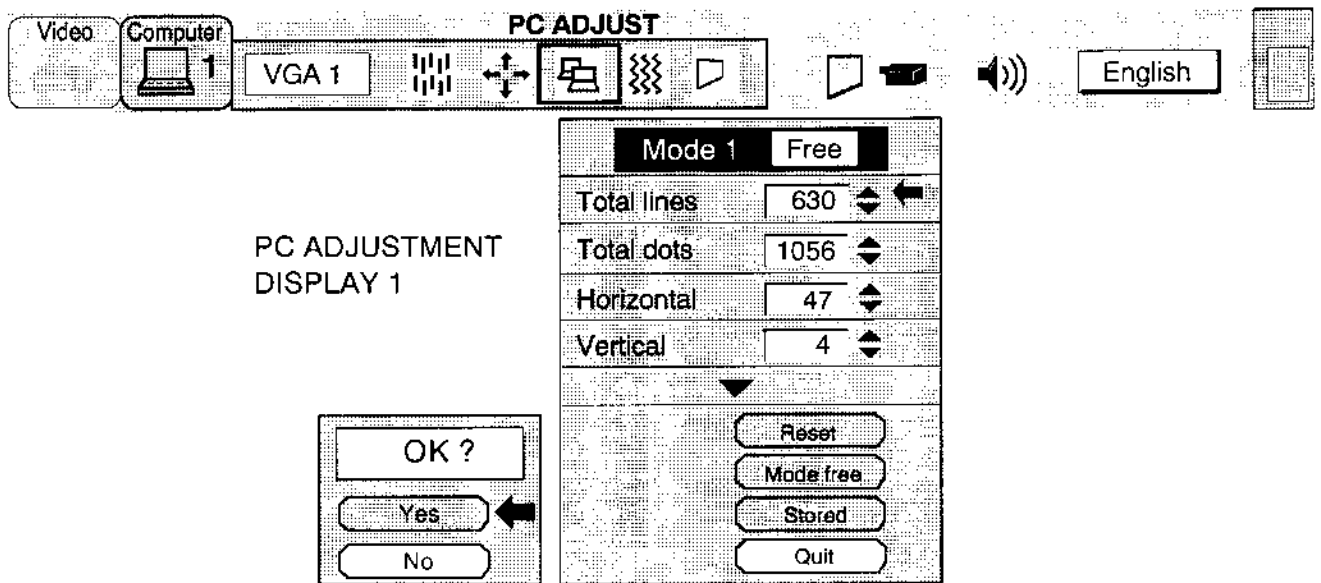 PC ADJUST
Video
Computer
1
VGA 1
English
Mode 1 Free
Total lines 630
Total dots 1056
Horizontal 47
Vertical 4
PC ADJUSTMENT
DISPLAY 1
Reset
Mode free
Stored
Quit
OK ?
Yes
No